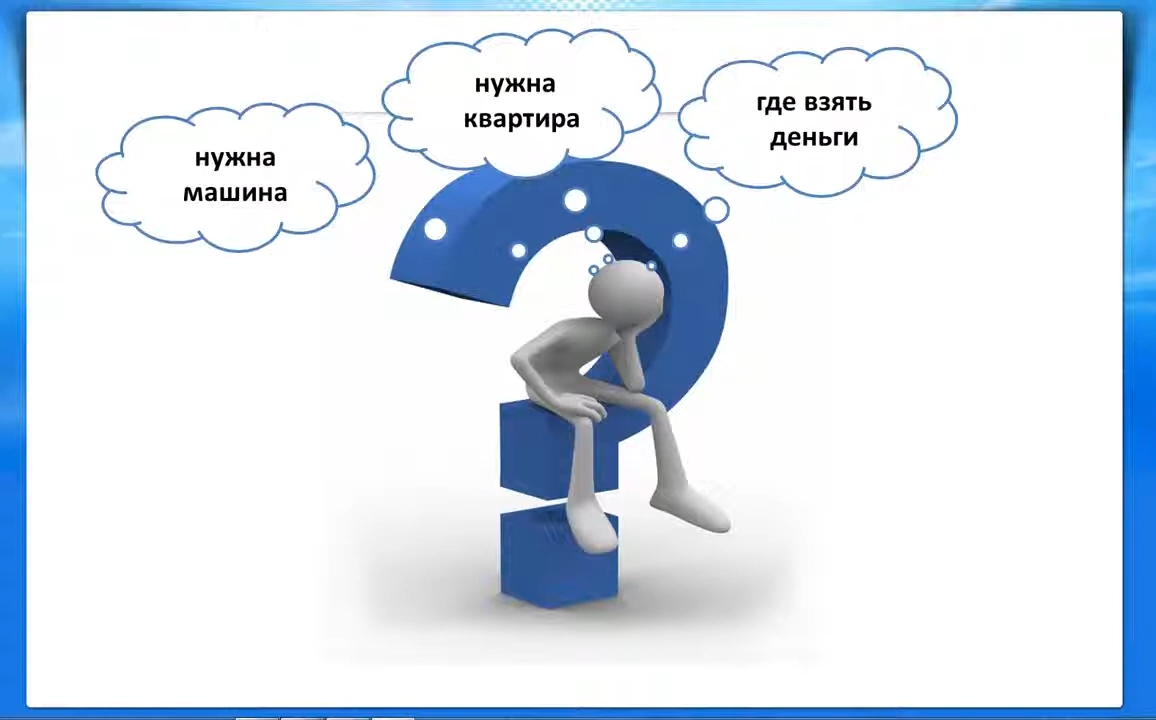 нужна
машина
нужна
квартира
где взять
деньги